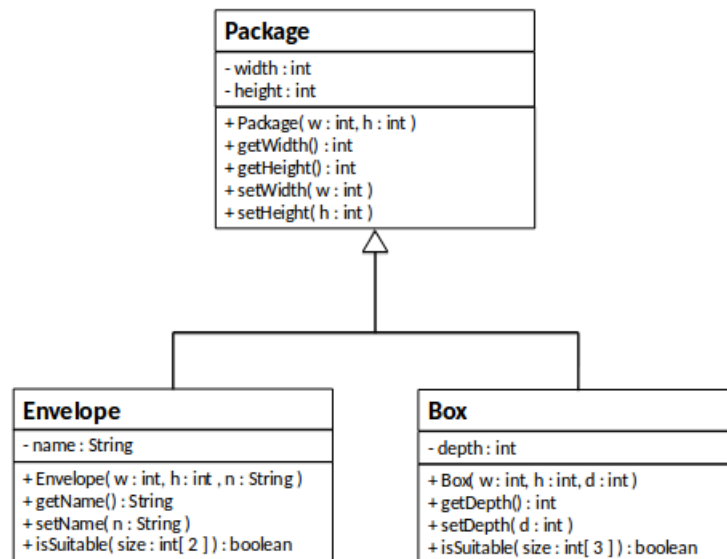 Package
- width : int
- height : int
+ Package( w : int, h : int )
+ getWidth() : int
+ getHeight() : int
+ setWidth( w : int )
+ setHeight( h : int )
Envelope
- name : String
+ Envelope( w : int, h : int , n : String )
+ getName() : String
+ setName( n : String )
+ isSuitable( size : int[ 2 ] ) : boolean
Box
- depth : int
+ Box( w : int, h : int, d : int )
+ getDepth() : int
+ setDepth( d : int )
+ isSuitable( size : int[ 3 ] ) : boolean